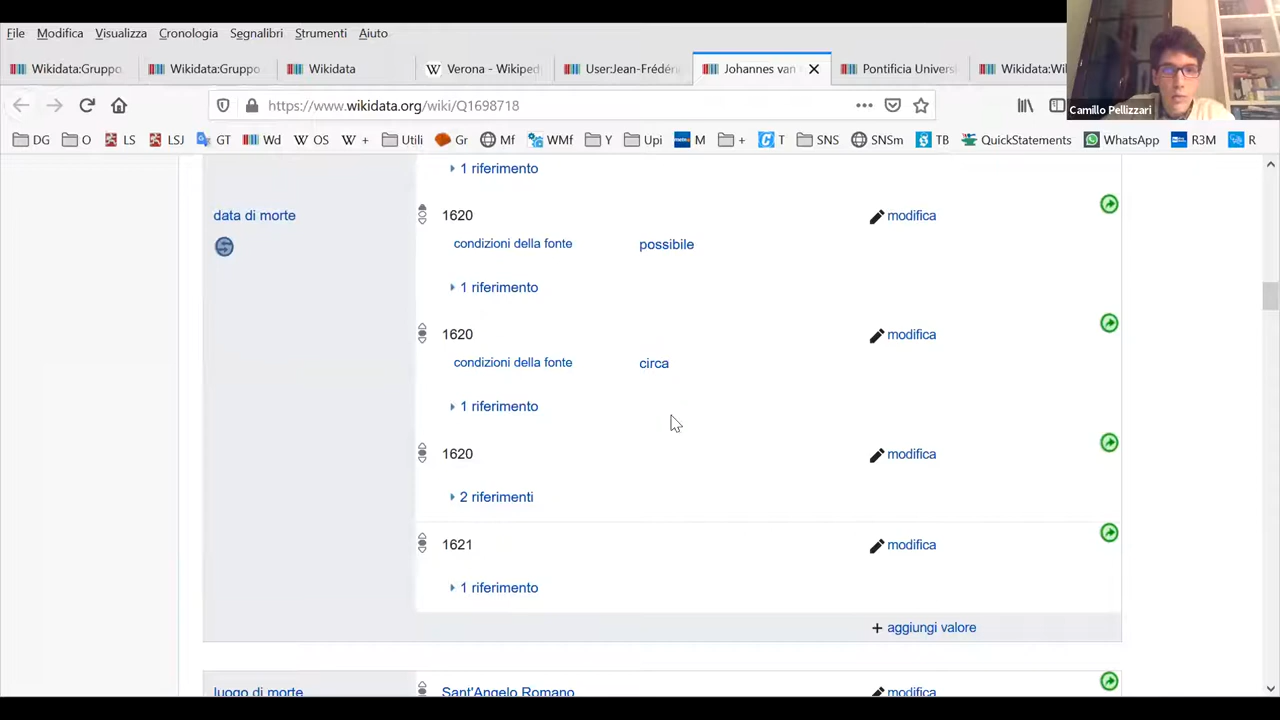 File Modifica Visualizza Cronologia Segnalibri Strumenti Aiuto
Wikidata:Gruppo Wikidata:Gruppo Wikidata Verona - Wikiped User:Jean-Frédéri Johannes van Pontificia Univers Wikidata:Wi
https://www.wikidata.org/wiki/Q1698718
Camillo Pellizzari
DG O LS LSJ GT Wd OS + Utili G Mf WMf Y Upi M + T SNS SNSm TB QuickStatements WhatsApp R3M R
1 riferimento
data di morte 1620 modifica
condizioni della fonte possibile
1 riferimento
1620 modifica
condizioni della fonte circa
1 riferimento
1620 modifica
2 riferimenti
1621 modifica
1 riferimento
+ aggiungi valore
luogo di morte Sant'Angelo Romano modifica